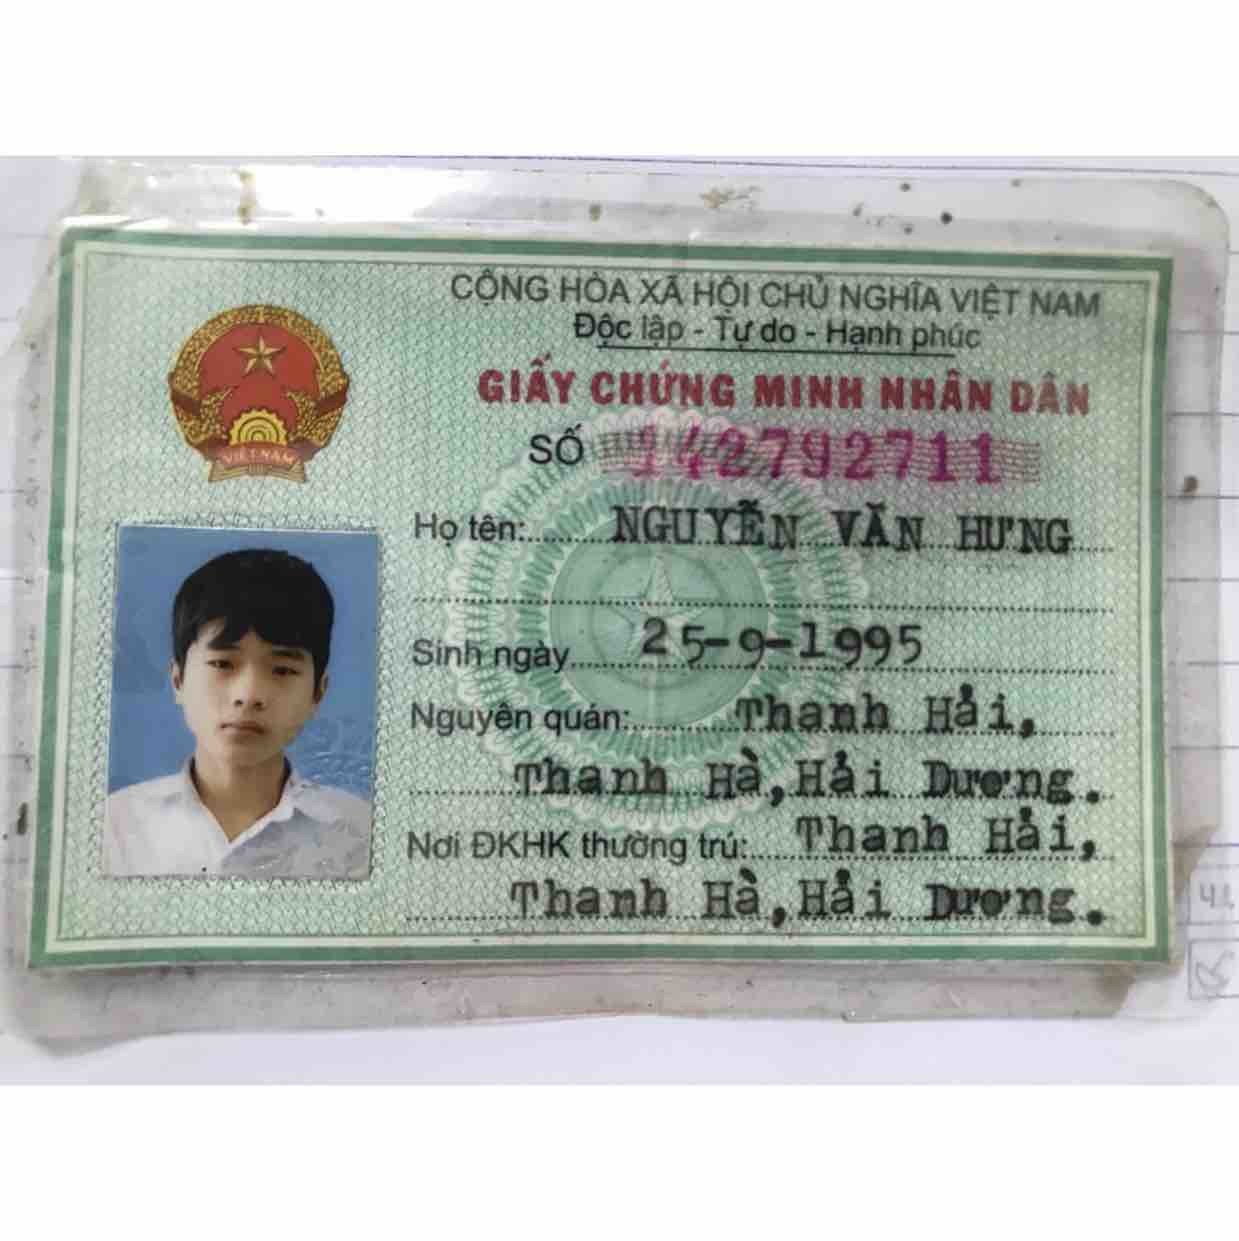 CỘNG HÒA XÃ HỘI CHỦ NGHĨA VIỆT NAM
Độc lập - Tự do - Hạnh phúc
GIẤY CHỨNG MINH NHÂN DÂN
SỐ 142792711
VIỆT NAM
Họ tên: NGUYỄN VĂN HƯNG
Sinh ngày 25-9-1995
Nguyên quán: Thanh Hải,
Thanh Hà, Hải Dương.
Nơi ĐKHK thường trú: Thanh Hải,
Thanh Hà, Hải Dương.